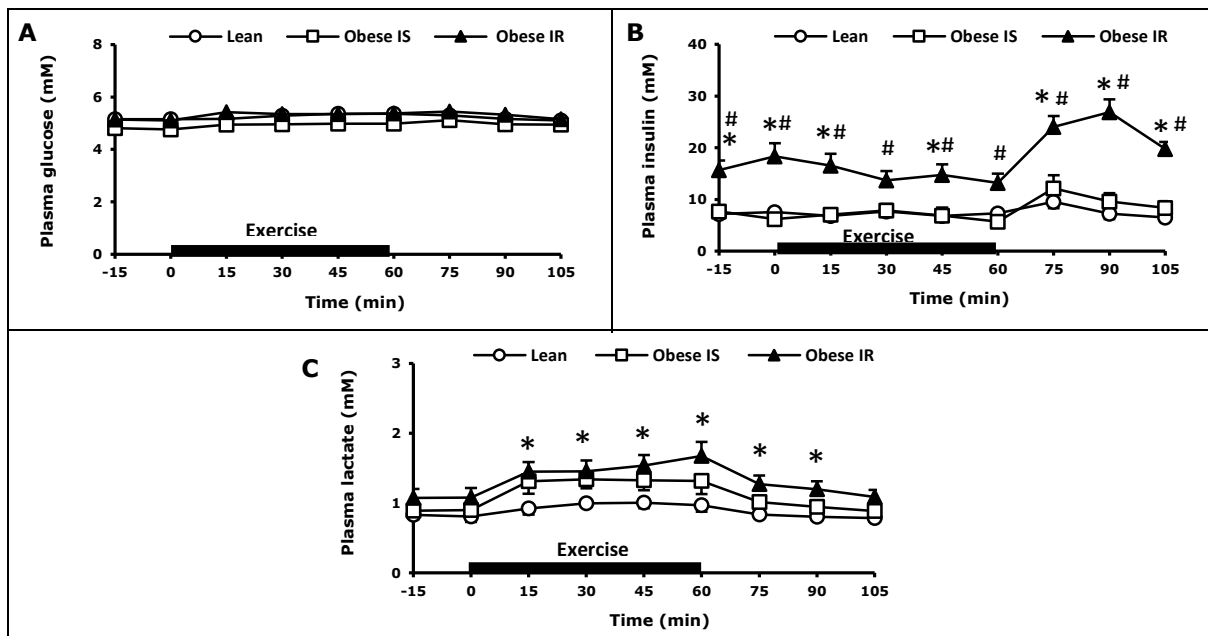 A
Lean Obese IS Obese IR
Plasma glucose (mM)
8
6
4
2
0
Exercise
-15 0 15 30 45 60 75 90 105
Time (min)
B
Lean Obese IS Obese IR
Plasma insulin (mM)
40
30
20
10
0
#
*
*#
*#
#
*#
#
*#
*#
*#
Exercise
-15 0 15 30 45 60 75 90 105
Time (min)
C
Lean Obese IS Obese IR
Plasma lactate (mM)
3
2
1
0
* * * * * *
Exercise
-15 0 15 30 45 60 75 90 105
Time (min)